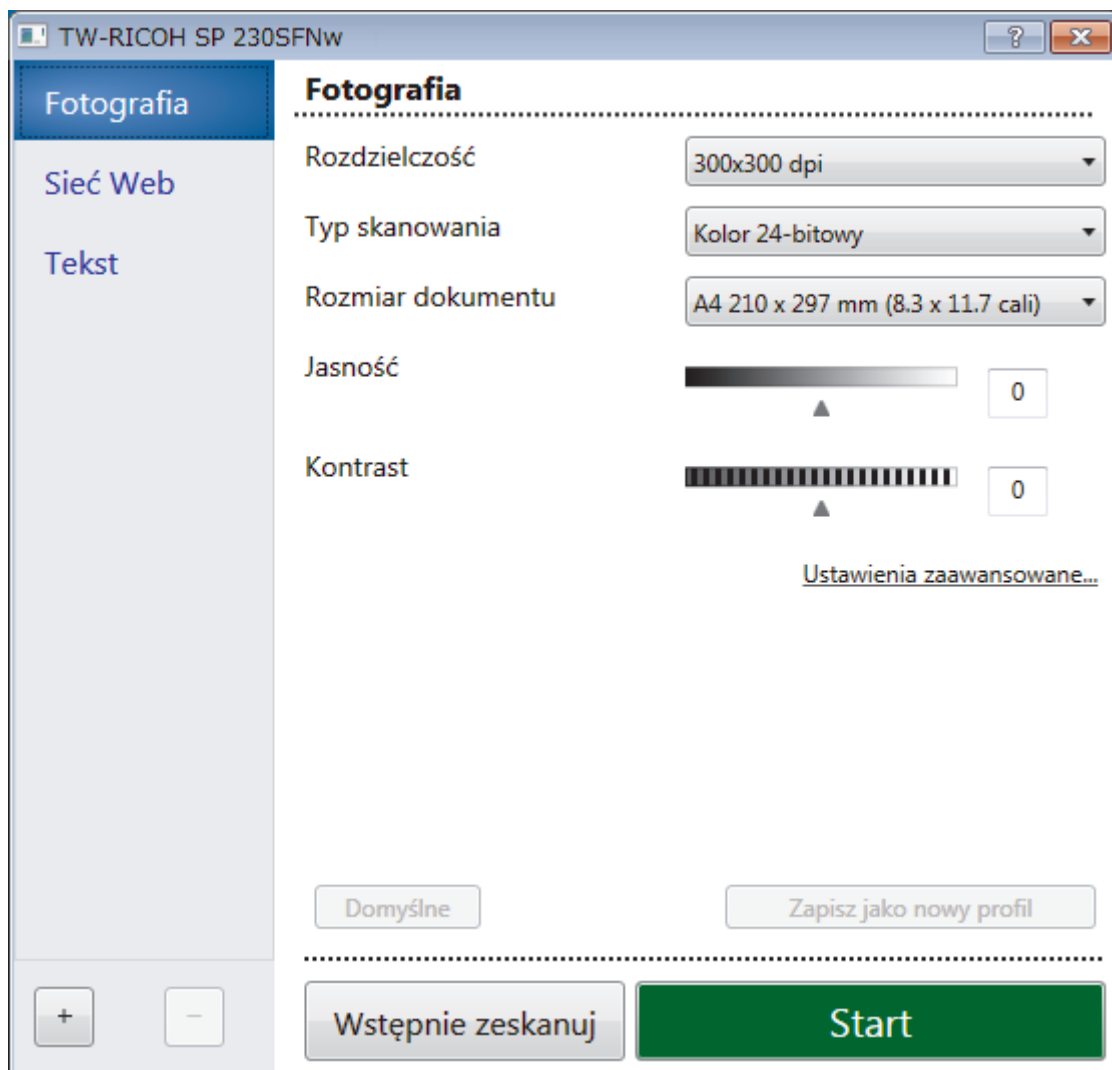 TW-RICOH SP 230SFNw
?
Fotografia
Sieć Web
Tekst
Fotografia
Rozdzielczość 300x300 dpi
Typ skanowania Kolor 24-bitowy
Rozmiar dokumentu A4 210 x 297 mm (8.3 x 11.7 cali)
Jasność 0
Kontrast 0
Ustawienia zaawansowane...
Domyślne Zapisz jako nowy profil
+ − Wstępnie zeskanuj Start